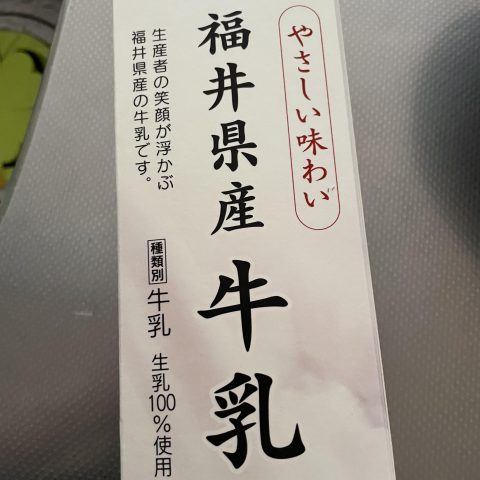 やさしい味わい
福井県産牛乳
生産者の笑顔が浮かぶ
福井県産の牛乳です。
種類別 牛乳 生乳100%使用